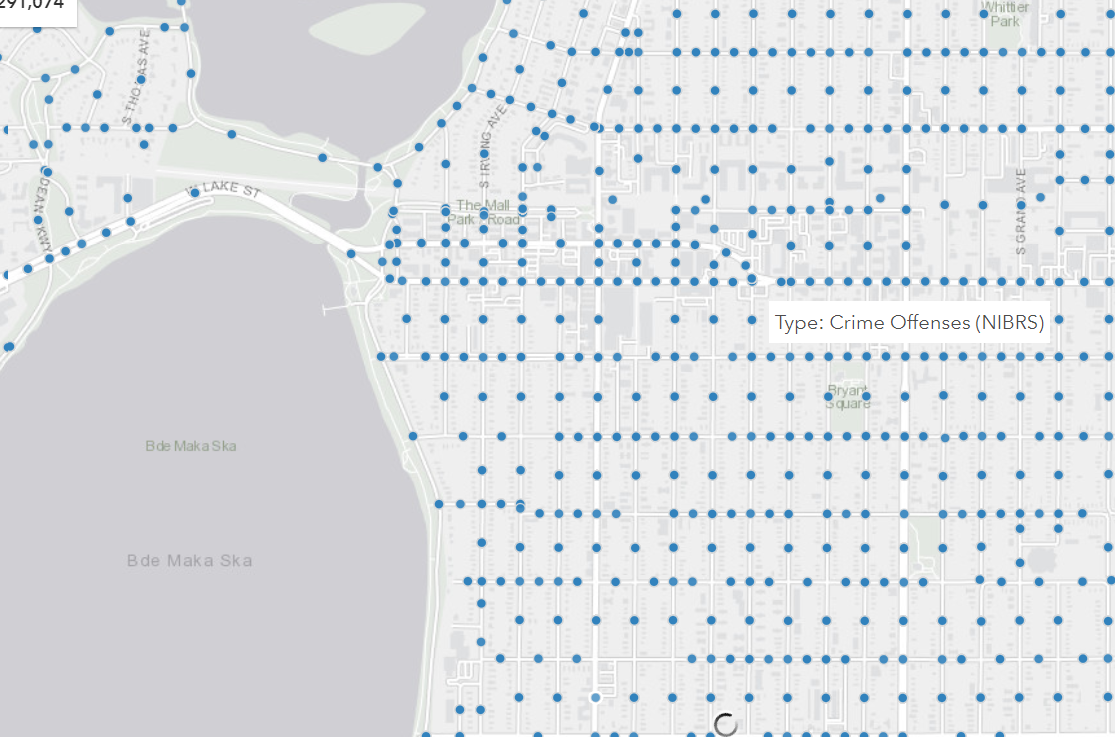 291,074
Whittier
Park
S THOMAS AVE
S IRVING AVE
W LAKE ST
DEAN KWY
The Mall
Park - Road
S GRAND AVE
Type: Crime Offenses (NIBRS)
Bryant
Square
Bde Maka Ska
Bde Maka Ska